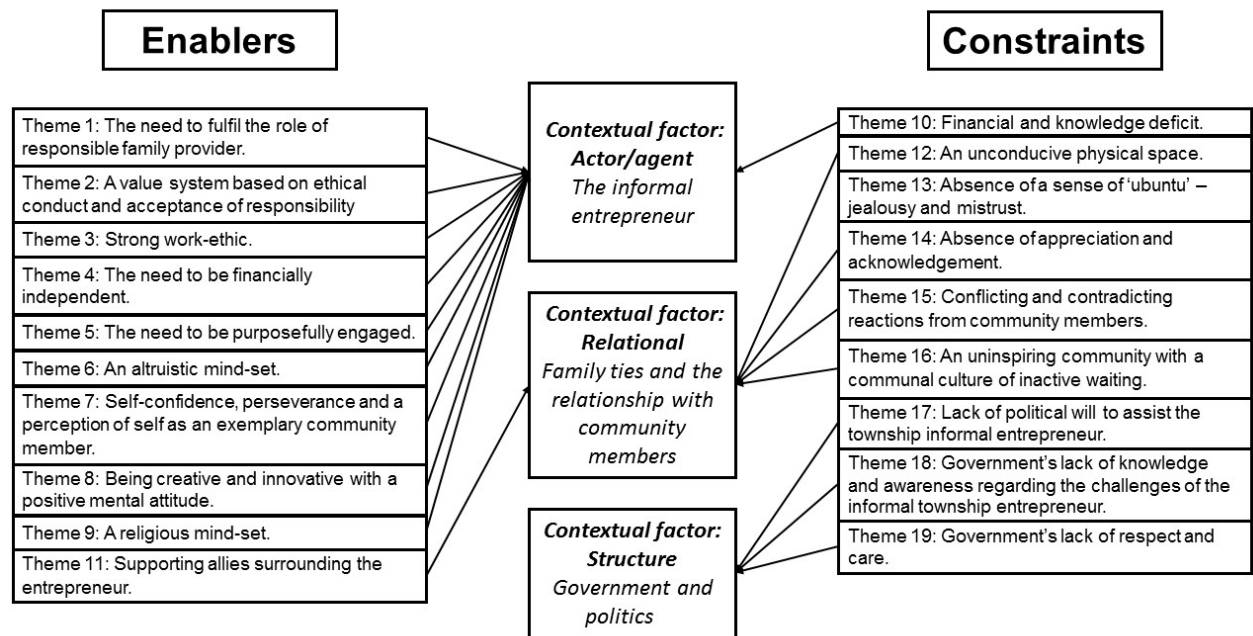 Enablers
Theme 1: The need to fulfil the role of
responsible family provider.
Theme 2: A value system based on ethical
conduct and acceptance of responsibility
Theme 3: Strong work-ethic.
Theme 4: The need to be financially
independent.
Theme 5: The need to be purposefully engaged.
Theme 6: An altruistic mind-set.
Theme 7: Self-confidence, perseverance and a
perception of self as an exemplary community
member.
Theme 8: Being creative and innovative with a
positive mental attitude.
Theme 9: A religious mind-set.
Theme 11: Supporting allies surrounding the
entrepreneur.
Contextual factor:
Actor/agent
The informal
entrepreneur
Contextual factor:
Relational
Family ties and the
relationship with
community
members
Contextual factor:
Structure
Government and
politics
Constraints
Theme 10: Financial and knowledge deficit.
Theme 12: An unconducive physical space.
Theme 13: Absence of a sense of ‘ubuntu’ –
jealousy and mistrust.
Theme 14: Absence of appreciation and
acknowledgement.
Theme 15: Conflicting and contradicting
reactions from community members.
Theme 16: An uninspiring community with a
communal culture of inactive waiting.
Theme 17: Lack of political will to assist the
township informal entrepreneur.
Theme 18: Government’s lack of knowledge
and awareness regarding the challenges of the
informal township entrepreneur.
Theme 19: Government’s lack of respect and
care.